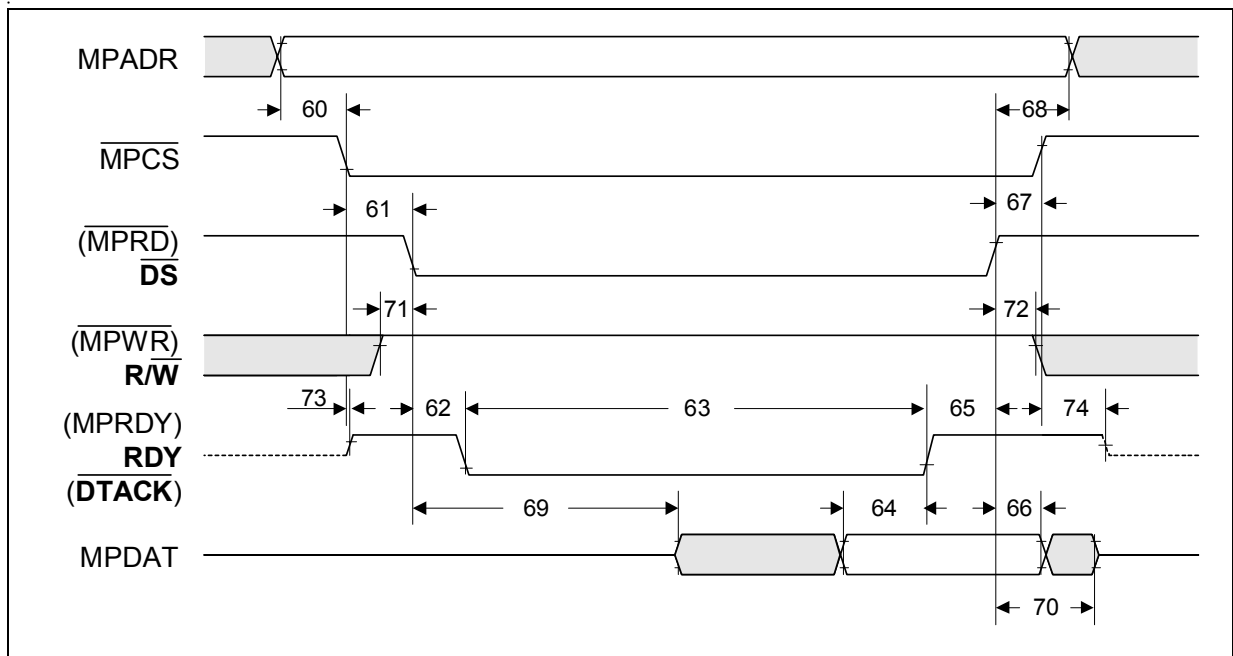 MPADR
60
68
MPCS
61
67
(MPRD)
DS
71
72
(MPWR)
R/W
73
62
63
65
74
(MPRDY)
RDY
(DTACK)
69
64
66
MPDAT
70